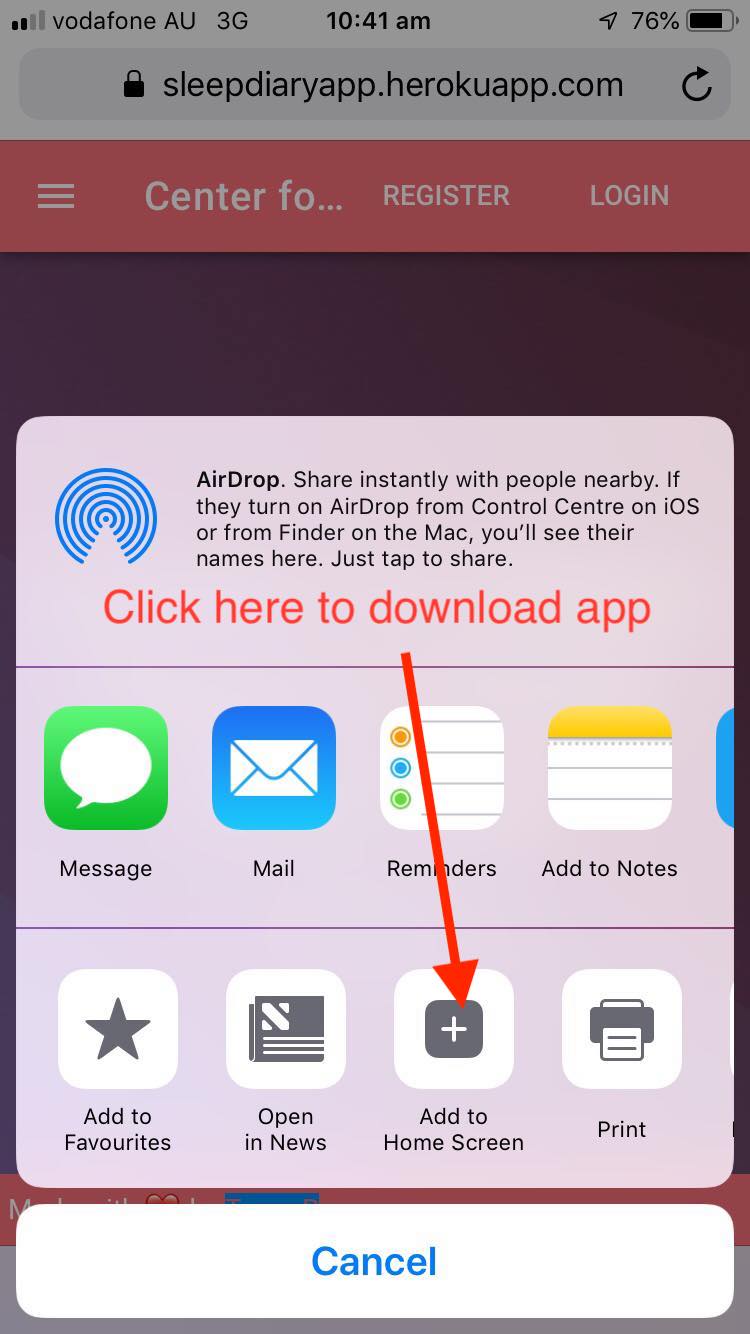 vodafone AU 3G 10:41 am 76%
sleepdiaryapp.herokuapp.com
Center fo... REGISTER LOGIN
AirDrop. Share instantly with people nearby. If
they turn on AirDrop from Control Centre on iOS
or from Finder on the Mac, you'll see their
names here. Just tap to share.
Click here to download app
Message Mail Reminders Add to Notes
Add to Favourites
Open in News
Add to Home Screen
Print
Cancel